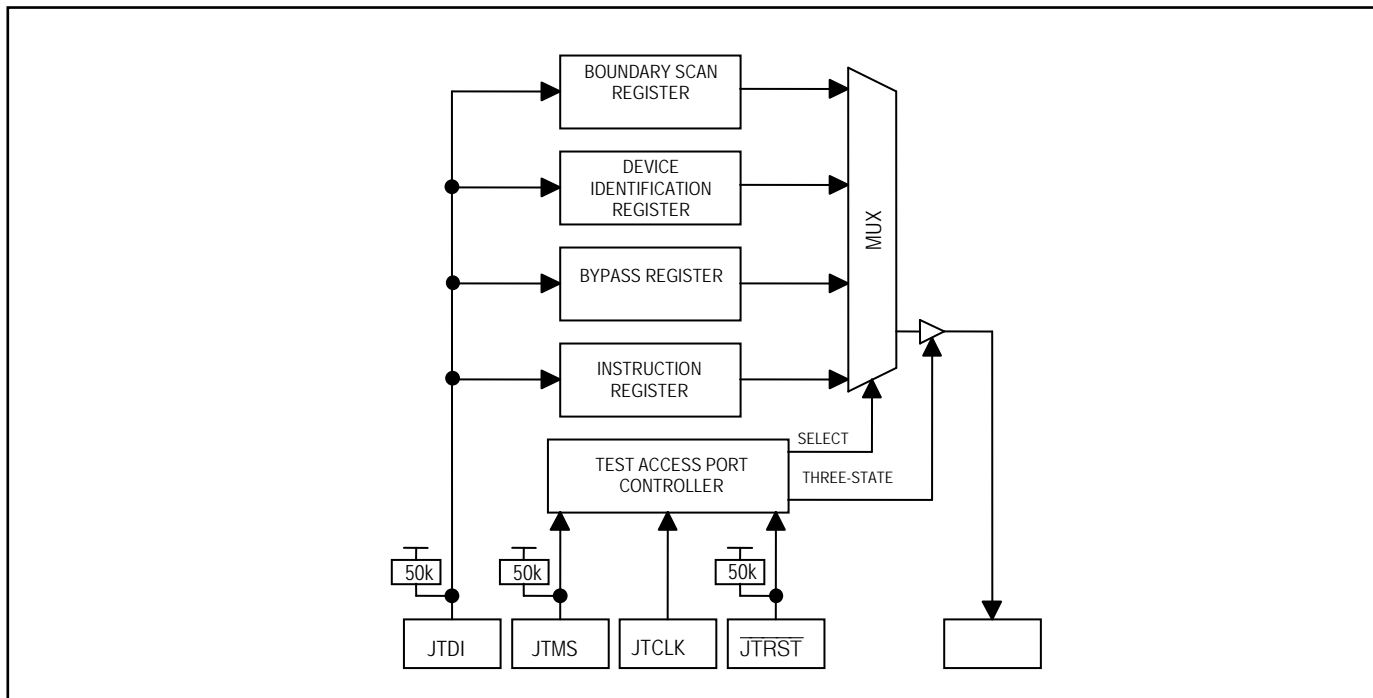 BOUNDARY SCAN
REGISTER
DEVICE
IDENTIFICATION
REGISTER
MUX
BYPASS REGISTER
INSTRUCTION
REGISTER
SELECT
TEST ACCESS PORT
CONTROLLER
THREE-STATE
50k
50k
50k
JTDI
JTMS
JTCLK
JTRST